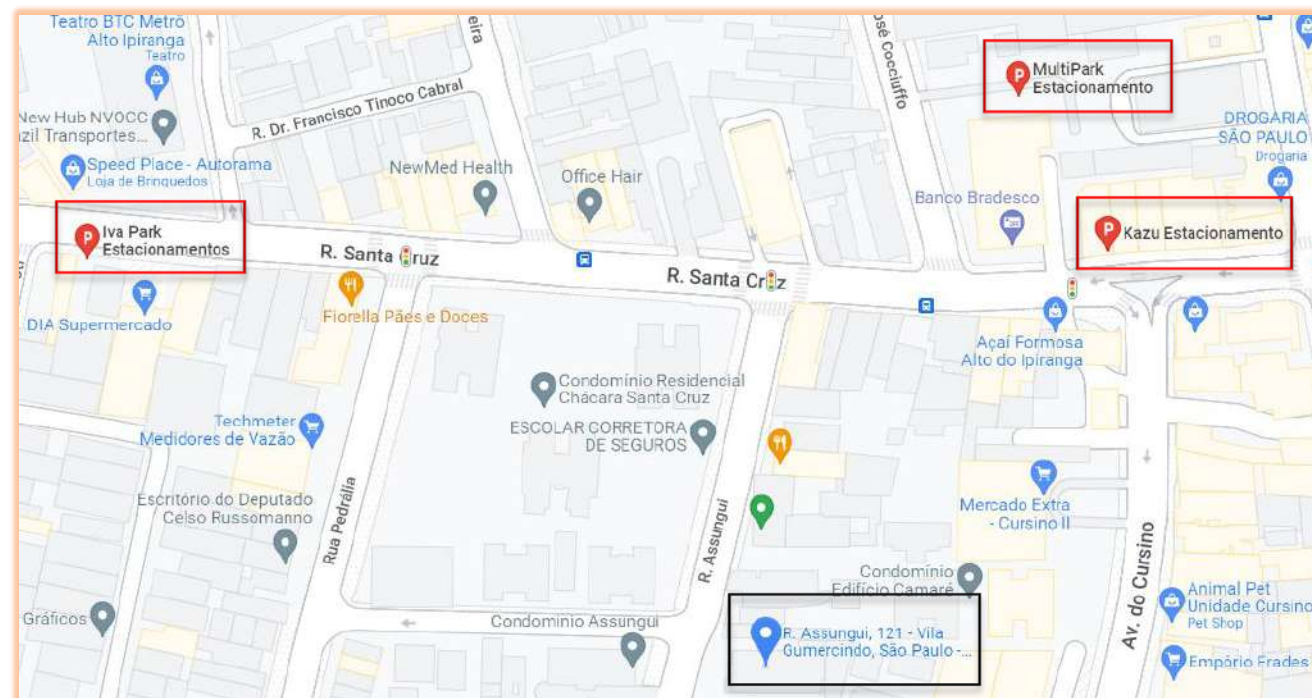 Teatro BTC Metrô
Alto Ipiranga
Teatro
New Hub NVOCC
zil Transportes...
Speed Place - Autorama
Loja de Brinquedos
R. Dr. Francisco Tinoco Cabral
eira
NewMed Health
Office Hair
osé Cocciuffo
MultiPark
Estacionamento
DROGARIA
SÃO PAULO
Drogaria
Banco Bradesco
Iva Park
Estacionamentos
Kazu Estacionamento
R. Santa Cruz
R. Santa Cruz
DIA Supermercado
Fiorella Pães e Doces
Açaí Formosa
Alto do Ipiranga
Condomínio Residencial
Chácara Santa Cruz
ESCOLAR CORRETORA
DE SEGUROS
Techmeter
Medidores de Vazão
Escritório do Deputado
Celso Russomanno
Rua Pedrália
R. Assungui
Mercado Extra
- Cursino II
Av. do Cursino
Condomínio
Edifício Camaré
Gráficos
Condominio Assungui
R. Assungui, 121 - Vila
Gumercindo, São Paulo -...
Animal Pet
Unidade Cursino
Pet Shop
Empório Frades